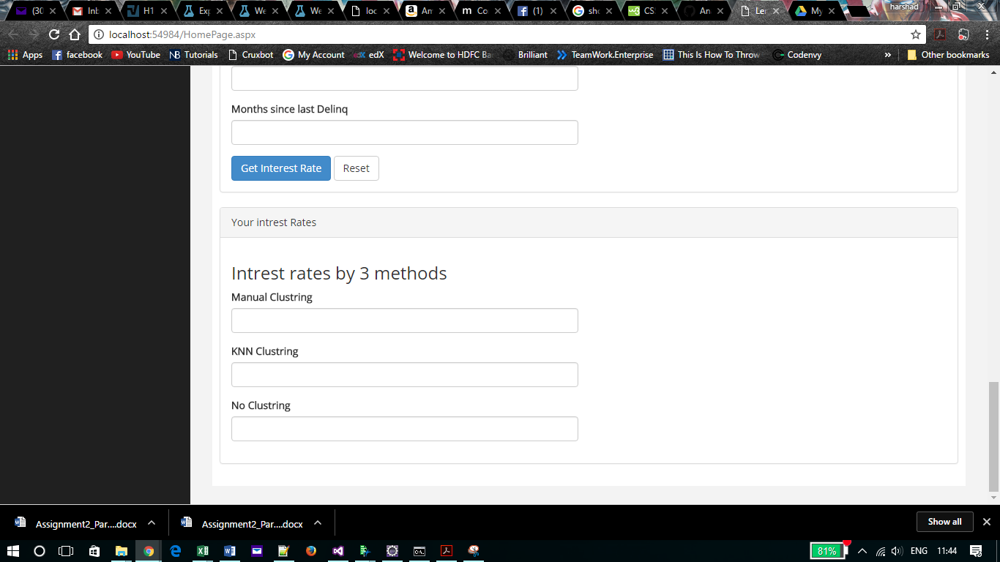 (30
Inb
H1
Exp
We
We
loc
Am
Co
(1)
sho
CS
An
Ler
My
harshad
localhost:54984/HomePage.aspx
Apps
facebook
YouTube
NB Tutorials
Cruxbot
My Account
edX
Welcome to HDFC Ba
Brilliant
TeamWork.Enterprise
This Is How To Throw
Codenvy
»
Other bookmarks
Months since last Delinq
Get Interest Rate
Reset
Your intrest Rates
Intrest rates by 3 methods
Manual Clustring
KNN Clustring
No Clustring
Assignment2_Par....docx
Assignment2_Par....docx
Show all
81%
ENG
11:44